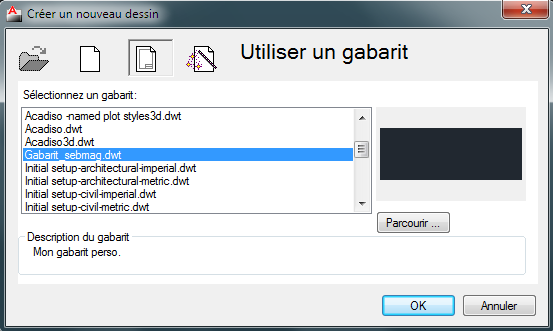 Créer un nouveau dessin
Utiliser un gabarit
Sélectionnez un gabarit:
Acadiso -named plot styles3d.dwt
Acadiso.dwt
Acadiso3d.dwt
Gabarit_sebmag.dwt
Initial setup-architectural-imperial.dwt
Initial setup-architectural-metric.dwt
Initial setup-civil-imperial.dwt
Initial setup-civil-metric.dwt
Parcourir ...
Description du gabarit
Mon gabarit perso.
OK
Annuler